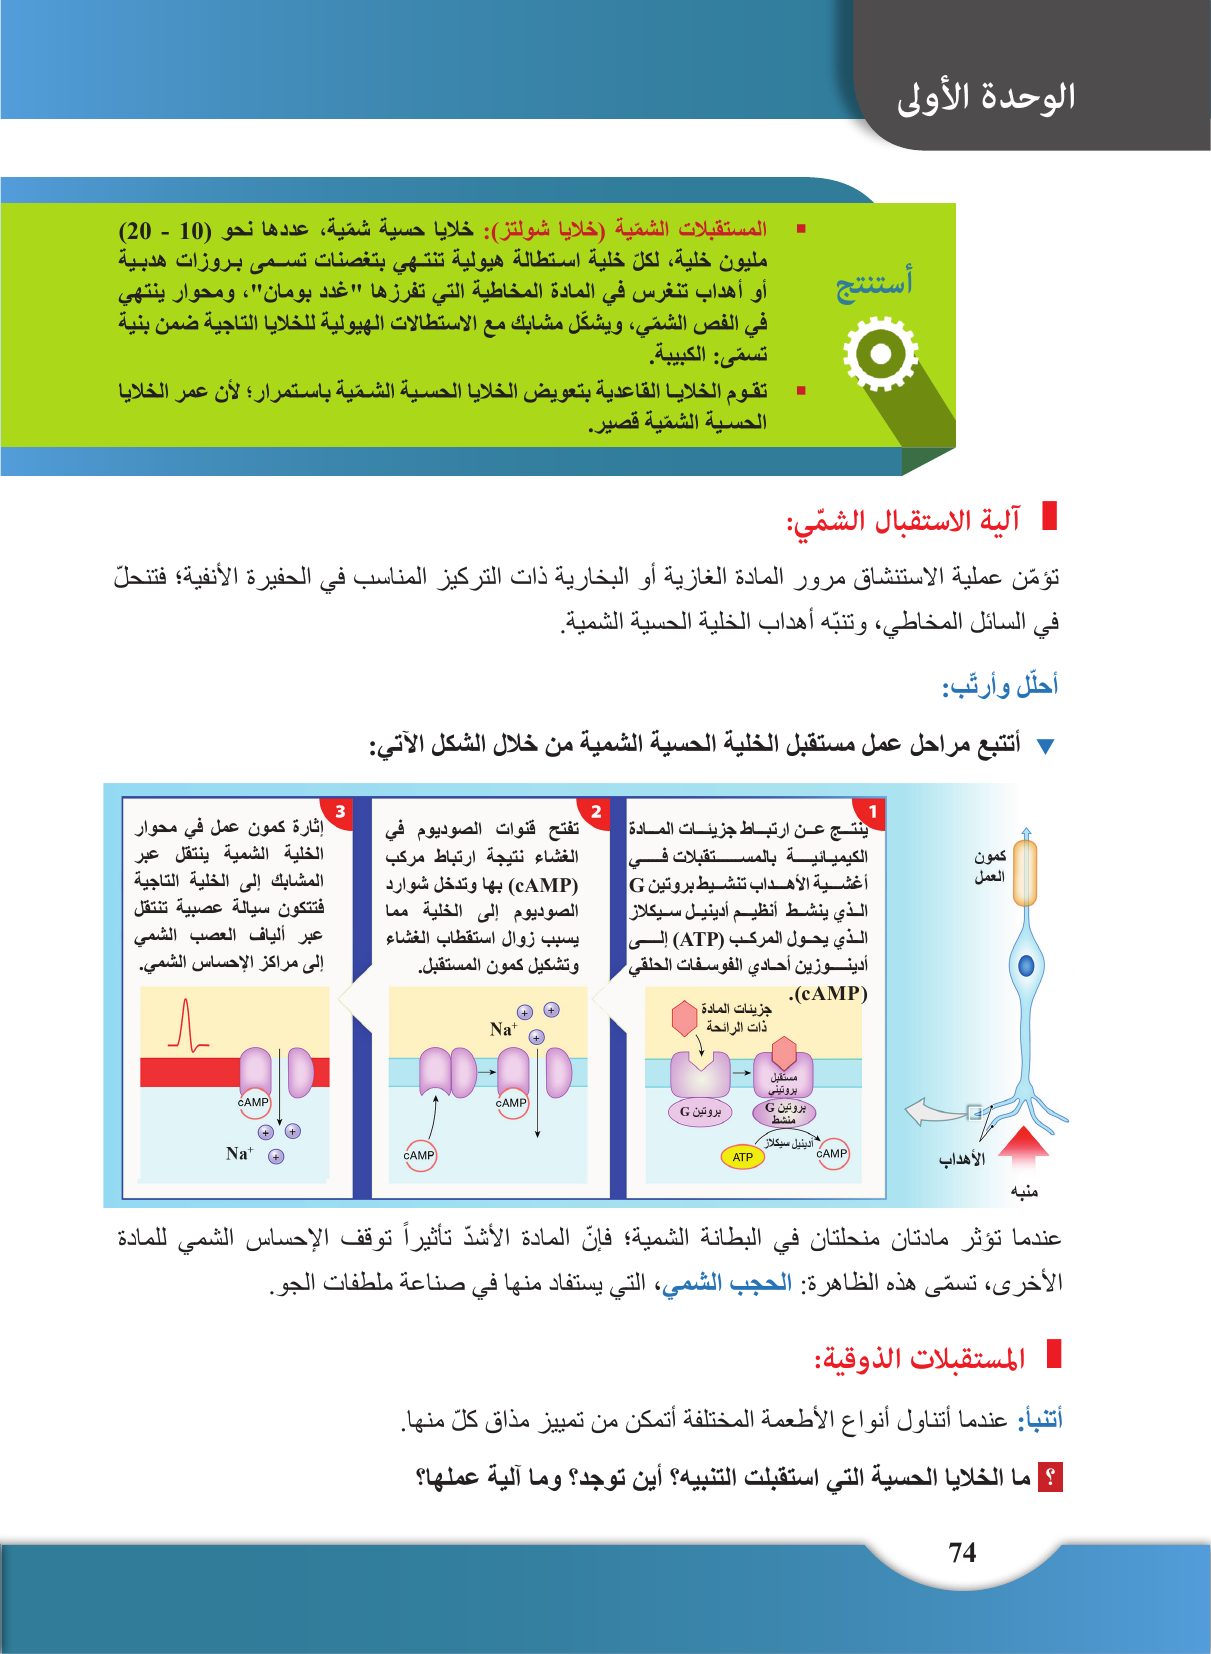 الوحدة الأولى
أستنتج
▪ المستقبلات الشمّية (خلايا شولتز): خلايا حسية شمّية، عددها نحو (10 - 20)
مليون خلية، لكلّ خلية استطالة هيولية تنتهي بتغصنات تسمى بروزات هدبية
أو أهداب تنغرس في المادة المخاطية التي تفرزها "غدد بومان"، ومحوار ينتهي
في الفص الشمّي، ويشكّل مشابك مع الاستطالات الهيولية للخلايا التاجية ضمن بنية
تسمّى: الكبيبة.
▪ تقوم الخلايا القاعدية بتعويض الخلايا الحسية الشمّية باستمرار؛ لأن عمر الخلايا
الحسية الشمّية قصير.
آلية الاستقبال الشمّي:
تؤمّن عملية الاستنشاق مرور المادة الغازية أو البخارية ذات التركيز المناسب في الحفيرة الأنفية؛ فتنحلّ
في السائل المخاطي، وتنبّه أهداب الخلية الحسية الشمية.
أحلّل وأرتّب:
▼ أتتبع مراحل عمل مستقبل الخلية الحسية الشمية من خلال الشكل الآتي:
كمون
العمل
الأهداب
منبه
1
ينتج عن ارتباط جزيئات المادة
الكيميائية بالمستقبلات في
أغشية الأهداب تنشيط بروتين G
الذي ينشط أنظيم أدينيل سيكلاز
الذي يحول المركب (ATP) إلى
أدينوزين أحادي الفوسفات الحلقي
(cAMP).
جزيئات المادة
ذات الرائحة
مستقبل
بروتيني
بروتين G
بروتين G
منشط
أدينيل سيكلاز
ATP
cAMP
2
تفتح قنوات الصوديوم في
الغشاء نتيجة ارتباط مركب
(cAMP) بها وتدخل شوارد
الصوديوم إلى الخلية مما
يسبب زوال استقطاب الغشاء
وتشكيل كمون المستقبل.
+ +
Na+ +
cAMP
cAMP
3
إثارة كمون عمل في محوار
الخلية الشمية ينتقل عبر
المشابك إلى الخلية التاجية
فتتكون سيالة عصبية تنتقل
عبر ألياف العصب الشمي
إلى مراكز الإحساس الشمي.
cAMP
+ +
Na+ +
عندما تؤثر مادتان منحلتان في البطانة الشمية؛ فإنّ المادة الأشدّ تأثيراً توقف الإحساس الشمي للمادة
الأخرى، تسمّى هذه الظاهرة: الحجب الشمي، التي يستفاد منها في صناعة ملطفات الجو.
المستقبلات الذوقية:
أتنبأ: عندما أتناول أنواع الأطعمة المختلفة أتمكن من تمييز مذاق كلّ منها.
؟ ما الخلايا الحسية التي استقبلت التنبيه؟ أين توجد؟ وما آلية عملها؟
74